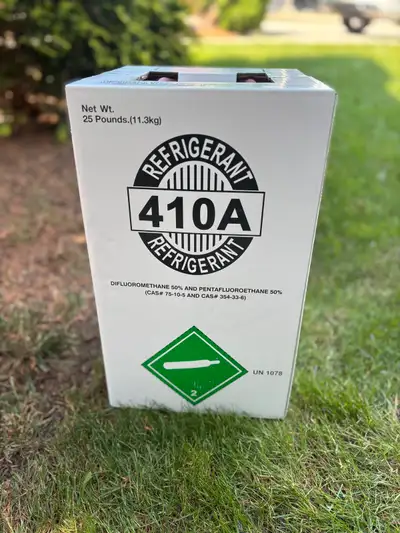 Net Wt.
25 Pounds.(11.3kg)
REFRIGERANT
410A
REFRIGERANT
DIFLUOROMETHANE 50% AND PENTAFLUOROETHANE 50%
(CAS# 75-10-5 AND CAS# 354-33-6)
UN 1078
2